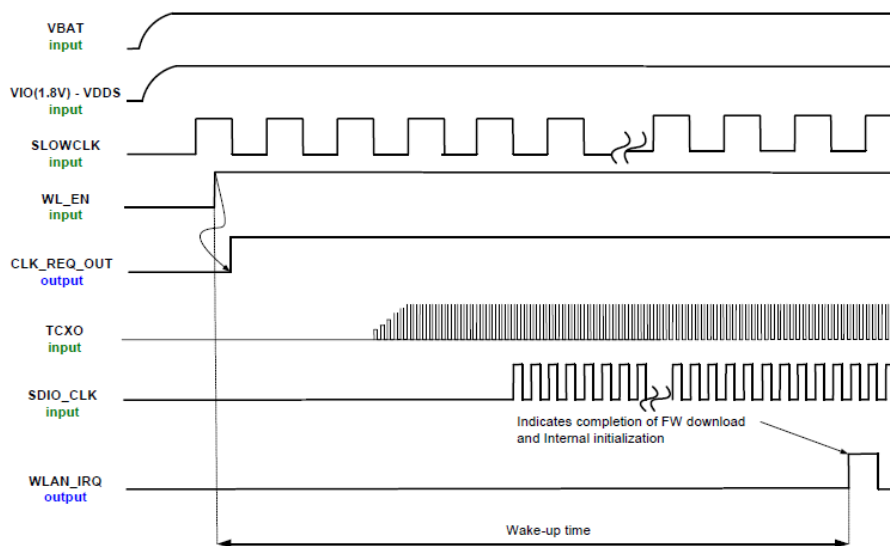 VBAT
input
VIO(1.8V) - VDDS
input
SLOWCLK
input
WL_EN
input
CLK_REQ_OUT
output
TCXO
input
SDIO_CLK
input
Indicates completion of FW download
and Internal initialization
WLAN_IRQ
output
Wake-up time